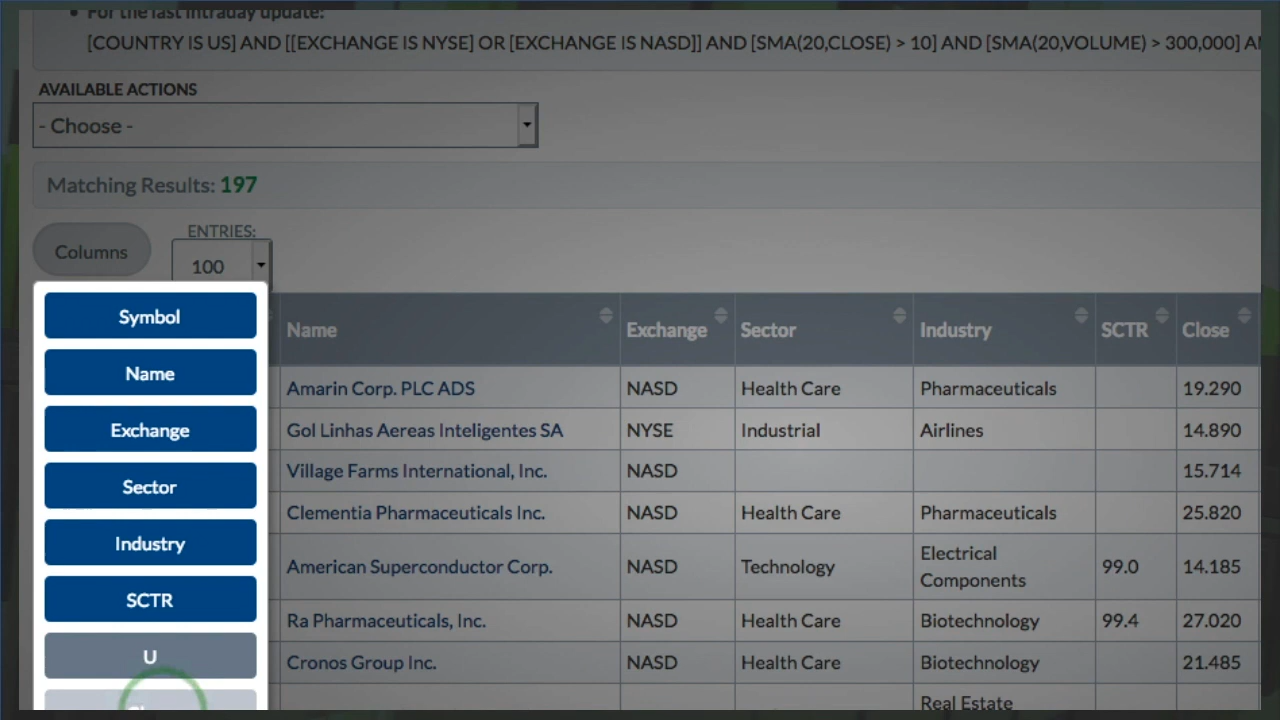 For the last intraday update:
[COUNTRY IS US] AND [[EXCHANGE IS NYSE] OR [EXCHANGE IS NASD]] AND [SMA(20,CLOSE) > 10] AND [SMA(20,VOLUME) > 300,000]
AVAILABLE ACTIONS
- Choose -
Matching Results: 197
Columns
ENTRIES:
100
Symbol
Name
Exchange
Sector
Industry
SCTR
U
Name Exchange Sector Industry SCTR Close
Amarin Corp. PLC ADS NASD Health Care Pharmaceuticals 19.290
Gol Linhas Aereas Inteligentes SA NYSE Industrial Airlines 14.890
Village Farms International, Inc. NASD 15.714
Clementia Pharmaceuticals Inc. NASD Health Care Pharmaceuticals 25.820
American Superconductor Corp. NASD Technology Electrical Components 99.0 14.185
Ra Pharmaceuticals, Inc. NASD Health Care Biotechnology 99.4 27.020
Cronos Group Inc. NASD Health Care Biotechnology 21.485
Real Estate